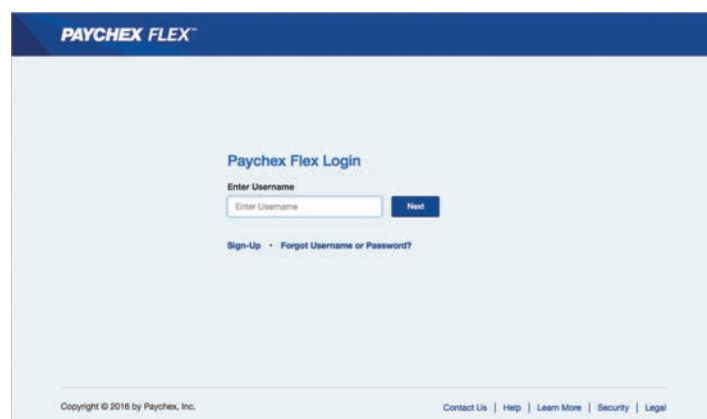 PAYCHEX FLEX™
Paychex Flex Login
Enter Username
Enter Username
Next
Sign-Up • Forgot Username or Password?
Copyright © 2016 by Paychex, Inc.
Contact Us | Help | Learn More | Security | Legal